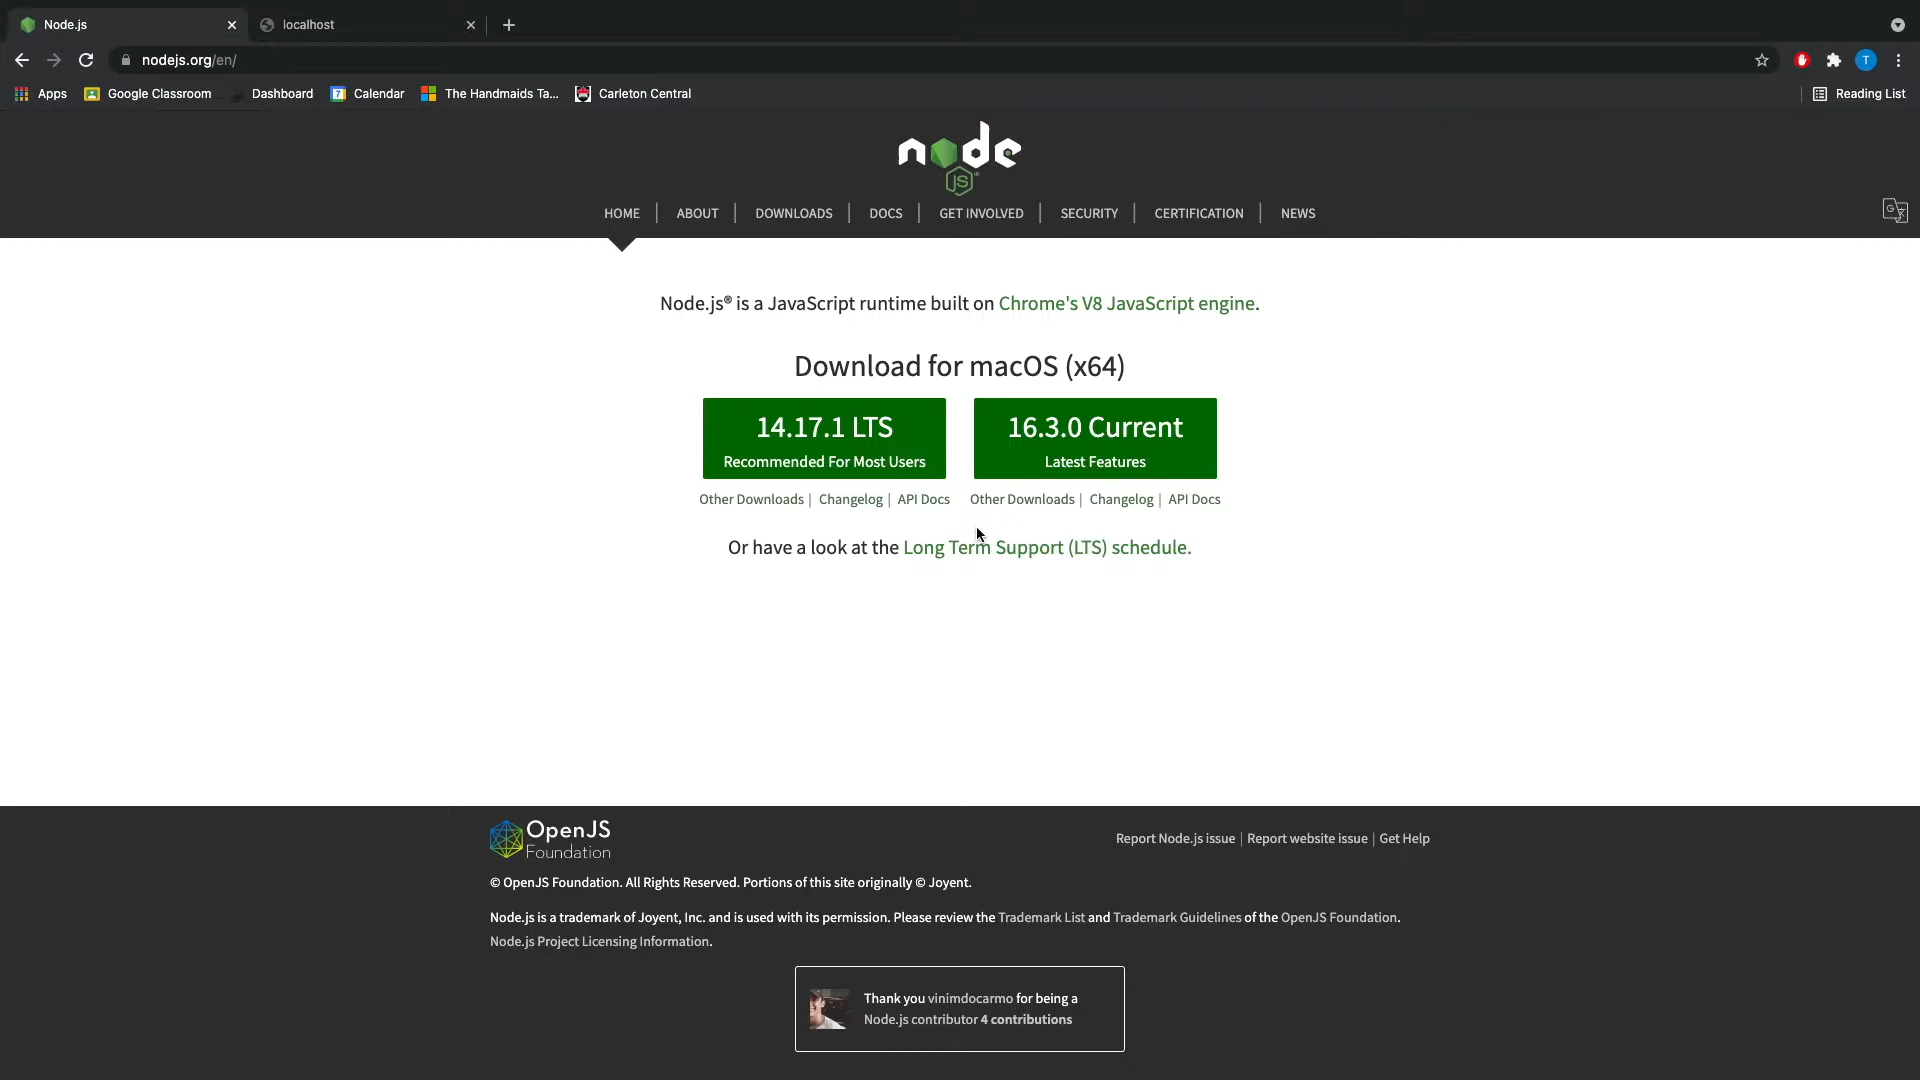 Node.js
localhost
nodejs.org/en/
T
Apps
Google Classroom
Dashboard
7
Calendar
The Handmaids Ta...
Carleton Central
Reading List
node
JS
HOME
ABOUT
DOWNLOADS
DOCS
GET INVOLVED
SECURITY
CERTIFICATION
NEWS
Node.js® is a JavaScript runtime built on Chrome's V8 JavaScript engine.
Download for macOS (x64)
14.17.1 LTS
Recommended For Most Users
16.3.0 Current
Latest Features
Other Downloads | Changelog | API Docs
Other Downloads | Changelog | API Docs
Or have a look at the Long Term Support (LTS) schedule.
OpenJS
Foundation
Report Node.js issue | Report website issue | Get Help
© OpenJS Foundation. All Rights Reserved. Portions of this site originally © Joyent.
Node.js is a trademark of Joyent, Inc. and is used with its permission. Please review the Trademark List and Trademark Guidelines of the OpenJS Foundation.
Node.js Project Licensing Information.
Thank you vinimdocarmo for being a
Node.js contributor 4 contributions